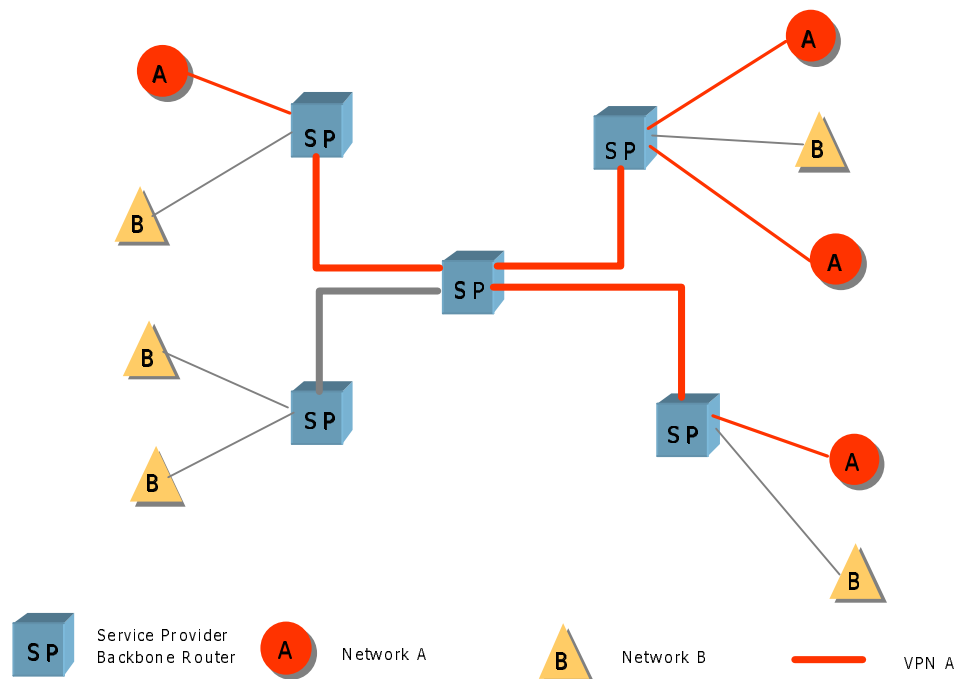 A
A
SP
SP
B
B
A
SP
B
SP
SP
A
B
B
SP
Service Provider
Backbone Router
A
Network A
B
Network B
VPN A